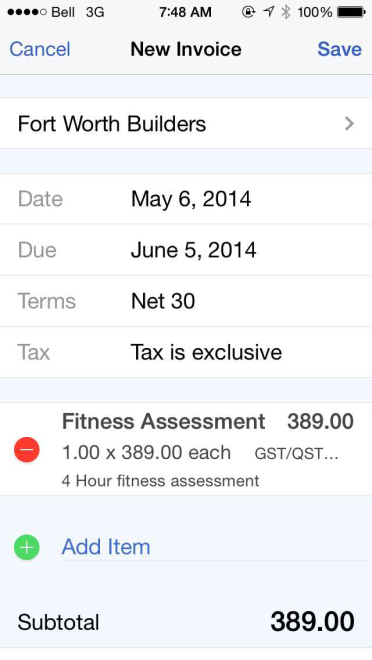 Bell 3G 7:48 AM 100%
Cancel New Invoice Save
Fort Worth Builders
Date May 6, 2014
Due June 5, 2014
Terms Net 30
Tax Tax is exclusive
Fitness Assessment 389.00
1.00 x 389.00 each GST/QST...
4 Hour fitness assessment
Add Item
Subtotal 389.00